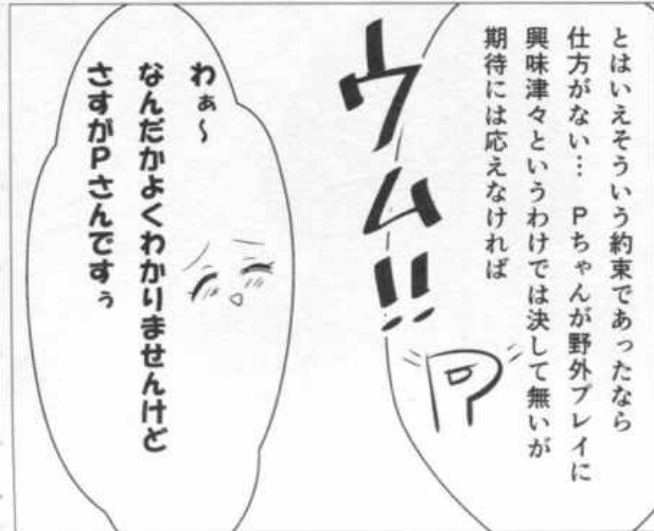 とはいえそういう約束であったなら
仕方がない… Pちゃんが野外プレイに
興味津々というわけでは決して無いが
期待には応えなければ
ウム!!
P
わぁ～
なんだかよくわかりませんけど
さすがPさんですぅ